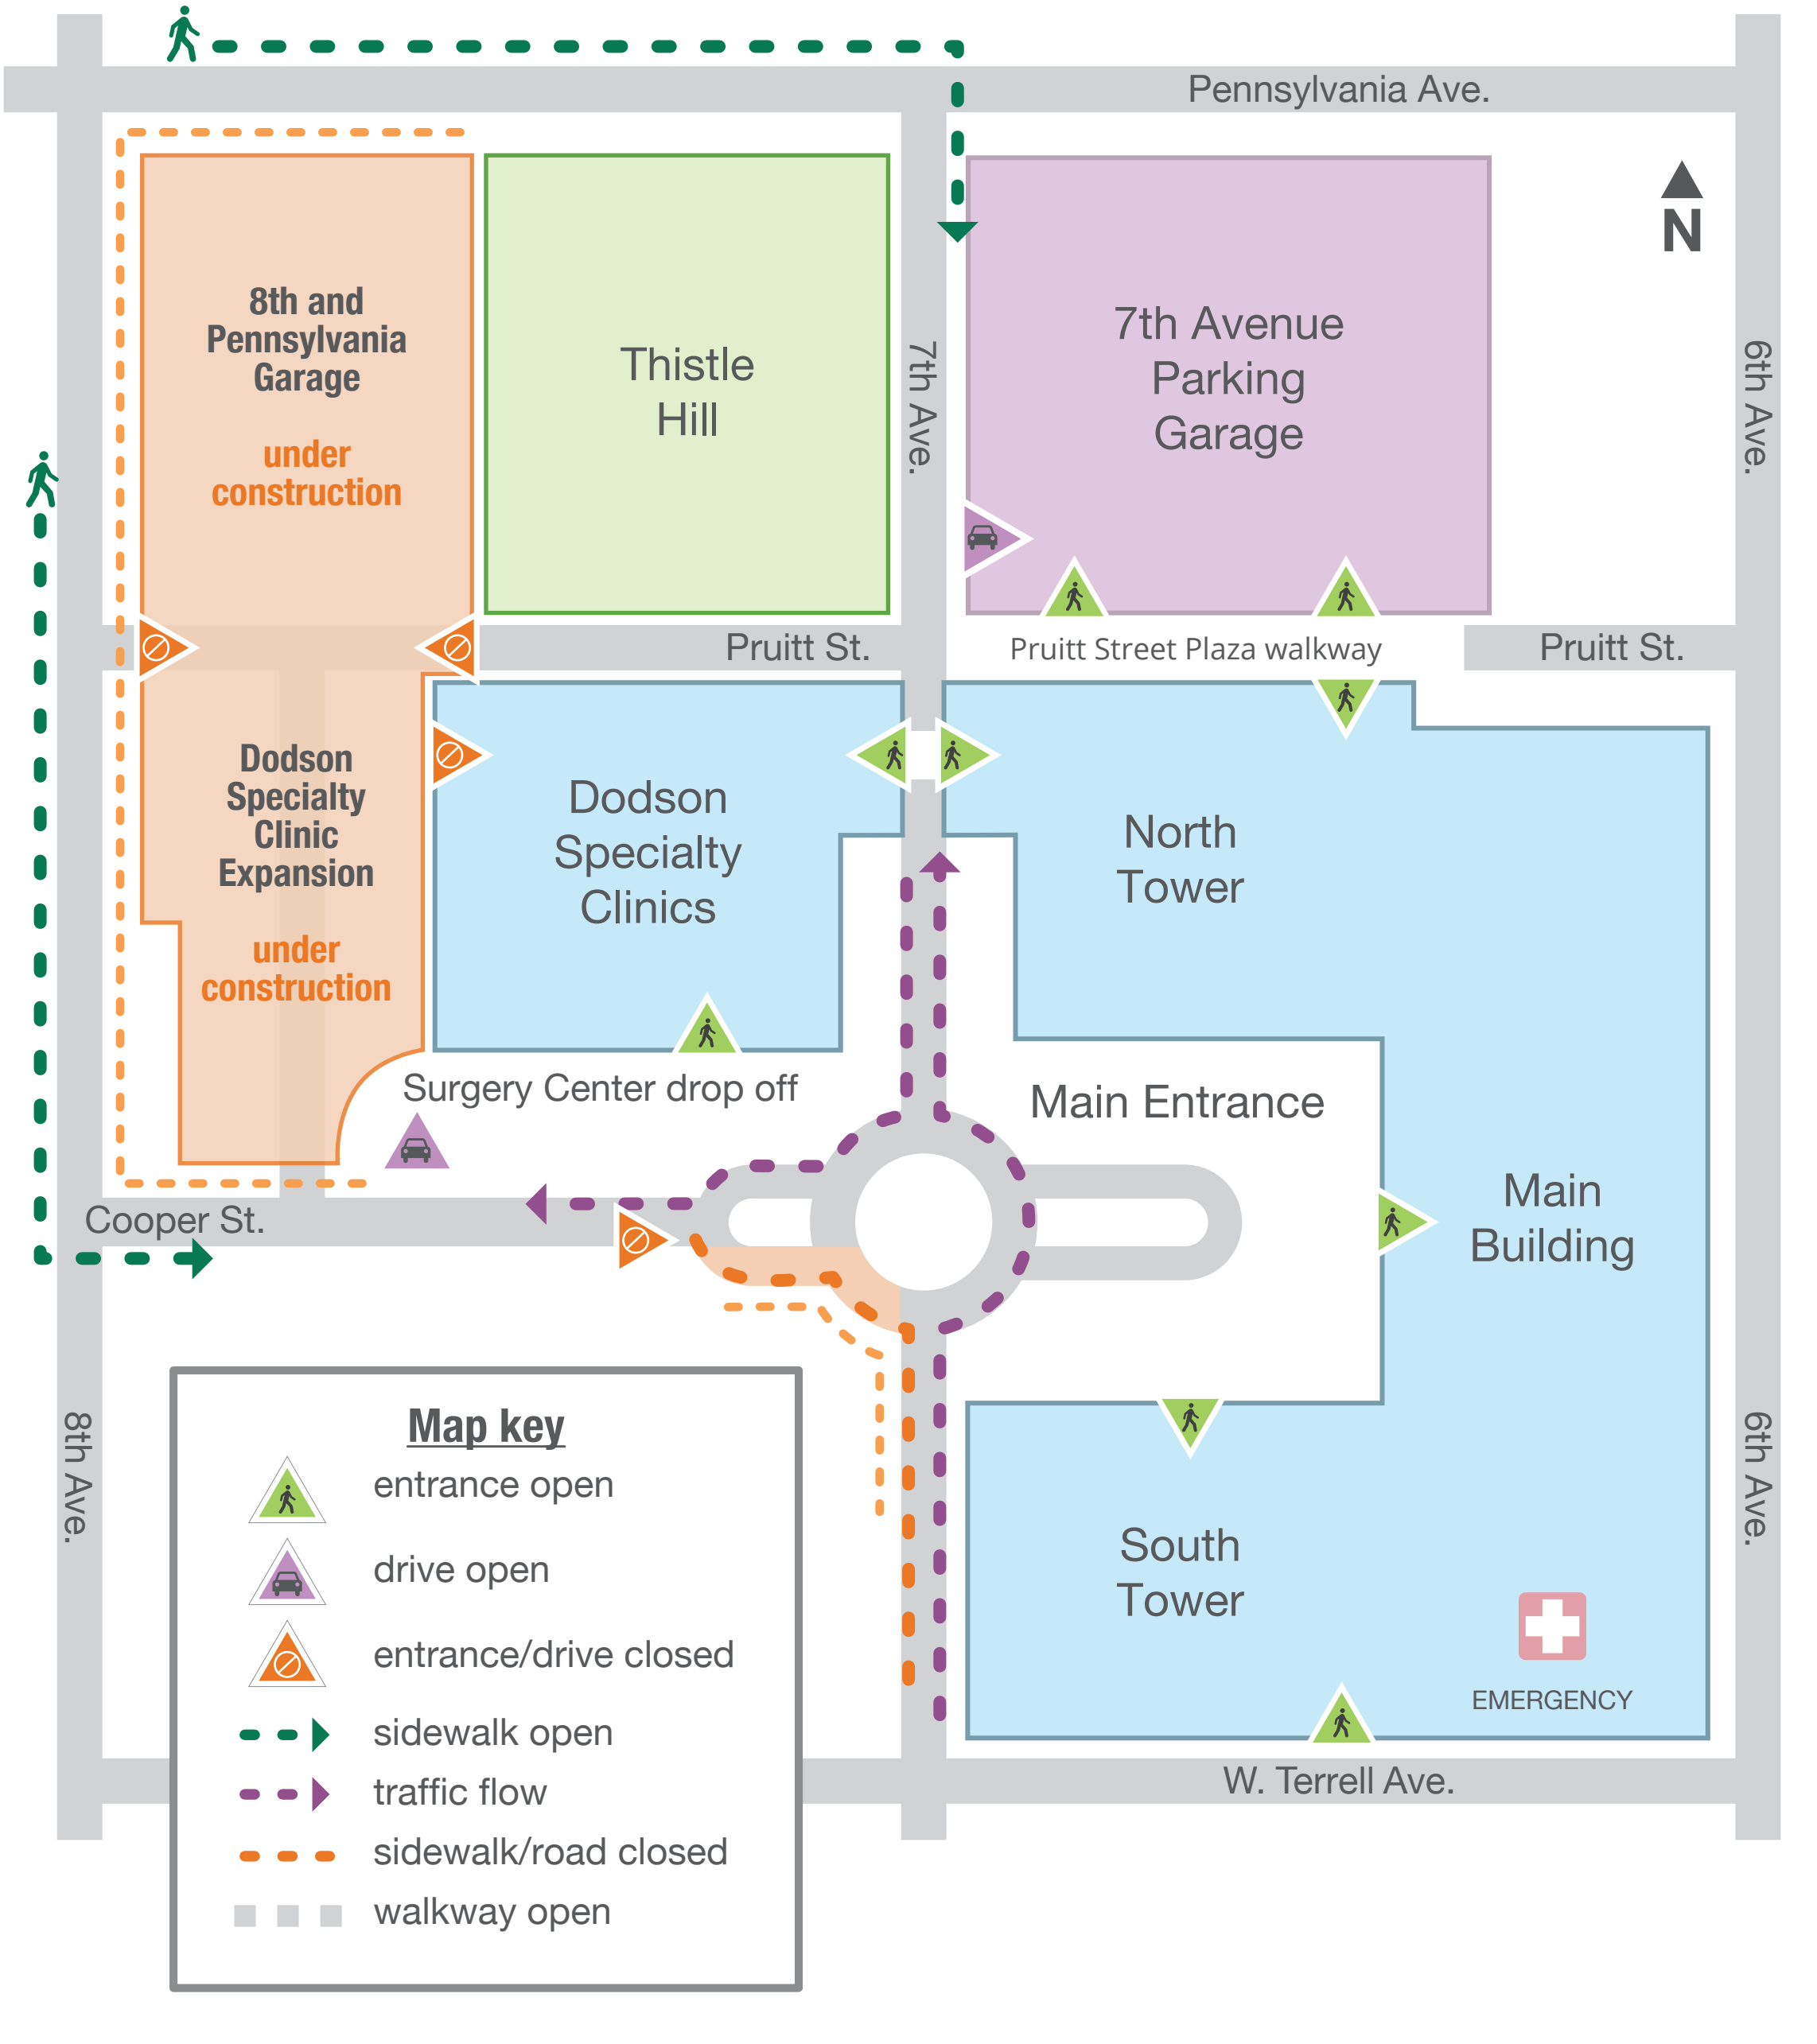 Pennsylvania Ave.
N
8th and
Pennsylvania
Garage
under
construction
Thistle
Hill
7th Ave.
7th Avenue
Parking
Garage
6th Ave.
Pruitt St.
Pruitt Street Plaza walkway
Pruitt St.
Dodson
Specialty
Clinic
Expansion
under
construction
Dodson
Specialty
Clinics
North
Tower
Surgery Center drop off
Main Entrance
Cooper St.
Main
Building
8th Ave.
6th Ave.
South
Tower
EMERGENCY
W. Terrell Ave.
Map key
entrance open
drive open
entrance/drive closed
sidewalk open
traffic flow
sidewalk/road closed
walkway open